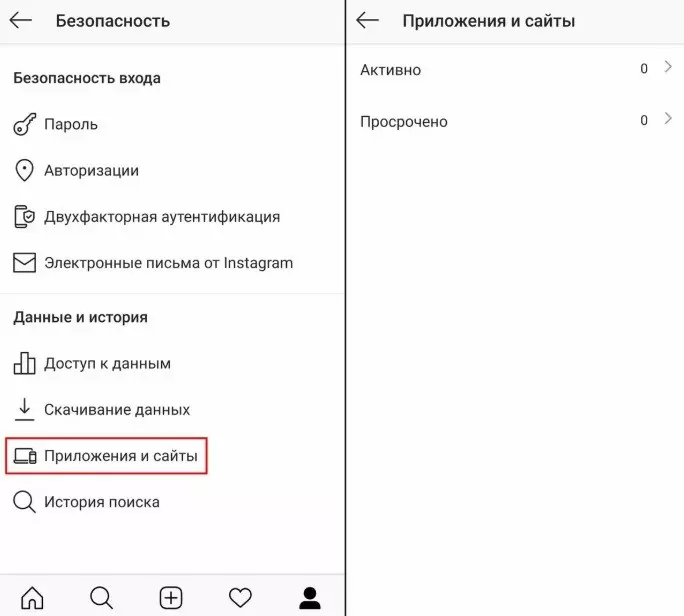 Безопасность
Безопасность входа
Пароль
Авторизации
Двухфакторная аутентификация
Электронные письма от Instagram
Данные и история
Доступ к данным
Скачивание данных
Приложения и сайты
История поиска
Приложения и сайты
Активно 0
Просрочено 0